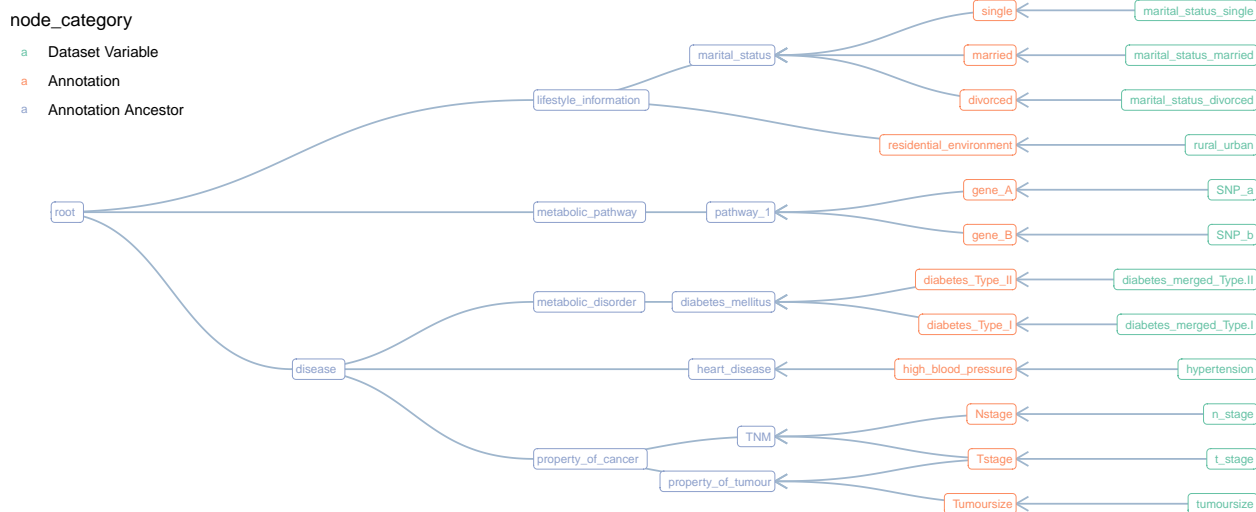 node_category
a Dataset Variable
a Annotation
a Annotation Ancestor
single
marital_status_single
marital_status
married
marital_status_married
lifestyle_information
divorced
marital_status_divorced
residential_environment
rural_urban
gene_A
SNP_a
root
metabolic_pathway
pathway_1
gene_B
SNP_b
diabetes_Type_II
diabetes_merged_Type.II
metabolic_disorder
diabetes_mellitus
diabetes_Type_I
diabetes_merged_Type.I
disease
heart_disease
high_blood_pressure
hypertension
Nstage
n_stage
TNM
property_of_cancer
Tstage
t_stage
property_of_tumour
Tumoursize
tumoursize